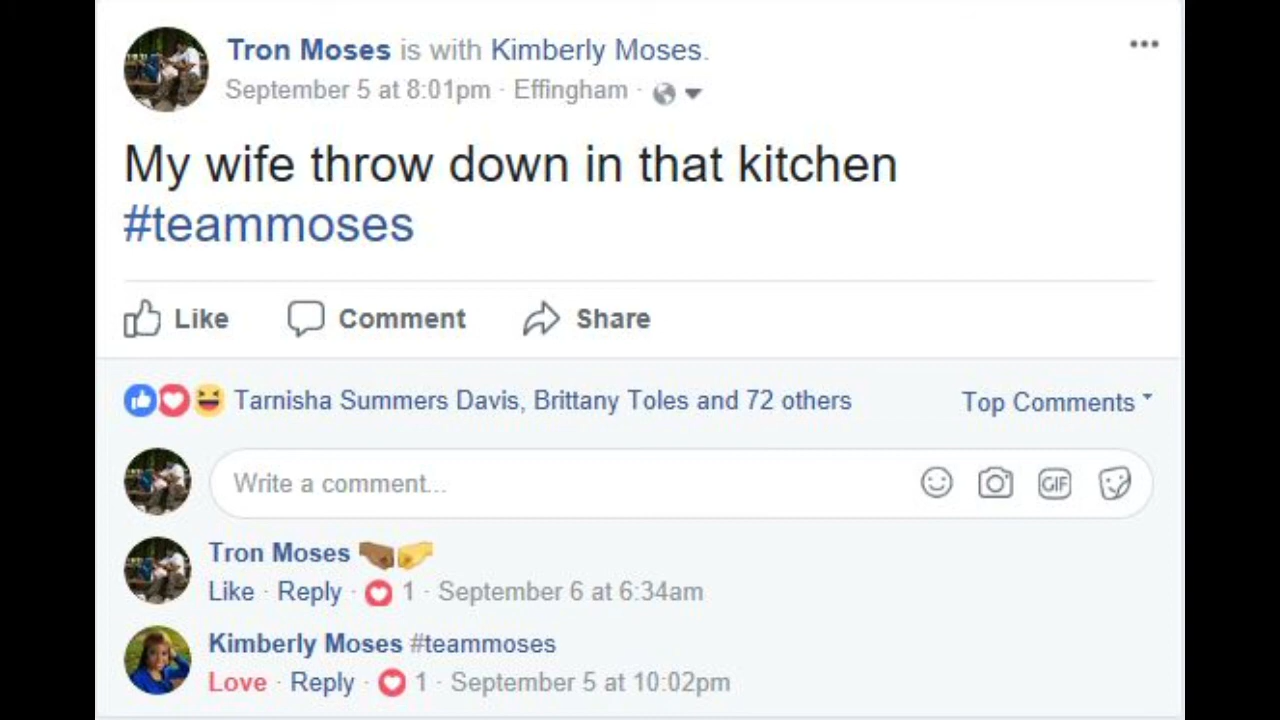 Tron Moses is with Kimberly Moses.
September 5 at 8:01pm · Effingham ·
My wife throw down in that kitchen
#teammoses
Like Comment Share
Tarnisha Summers Davis, Brittany Toles and 72 others Top Comments
Write a comment... GIF
Tron Moses 🤜🏾🤛🏼
Like · Reply · 1 · September 6 at 6:34am
Kimberly Moses #teammoses
Love · Reply · 1 · September 5 at 10:02pm